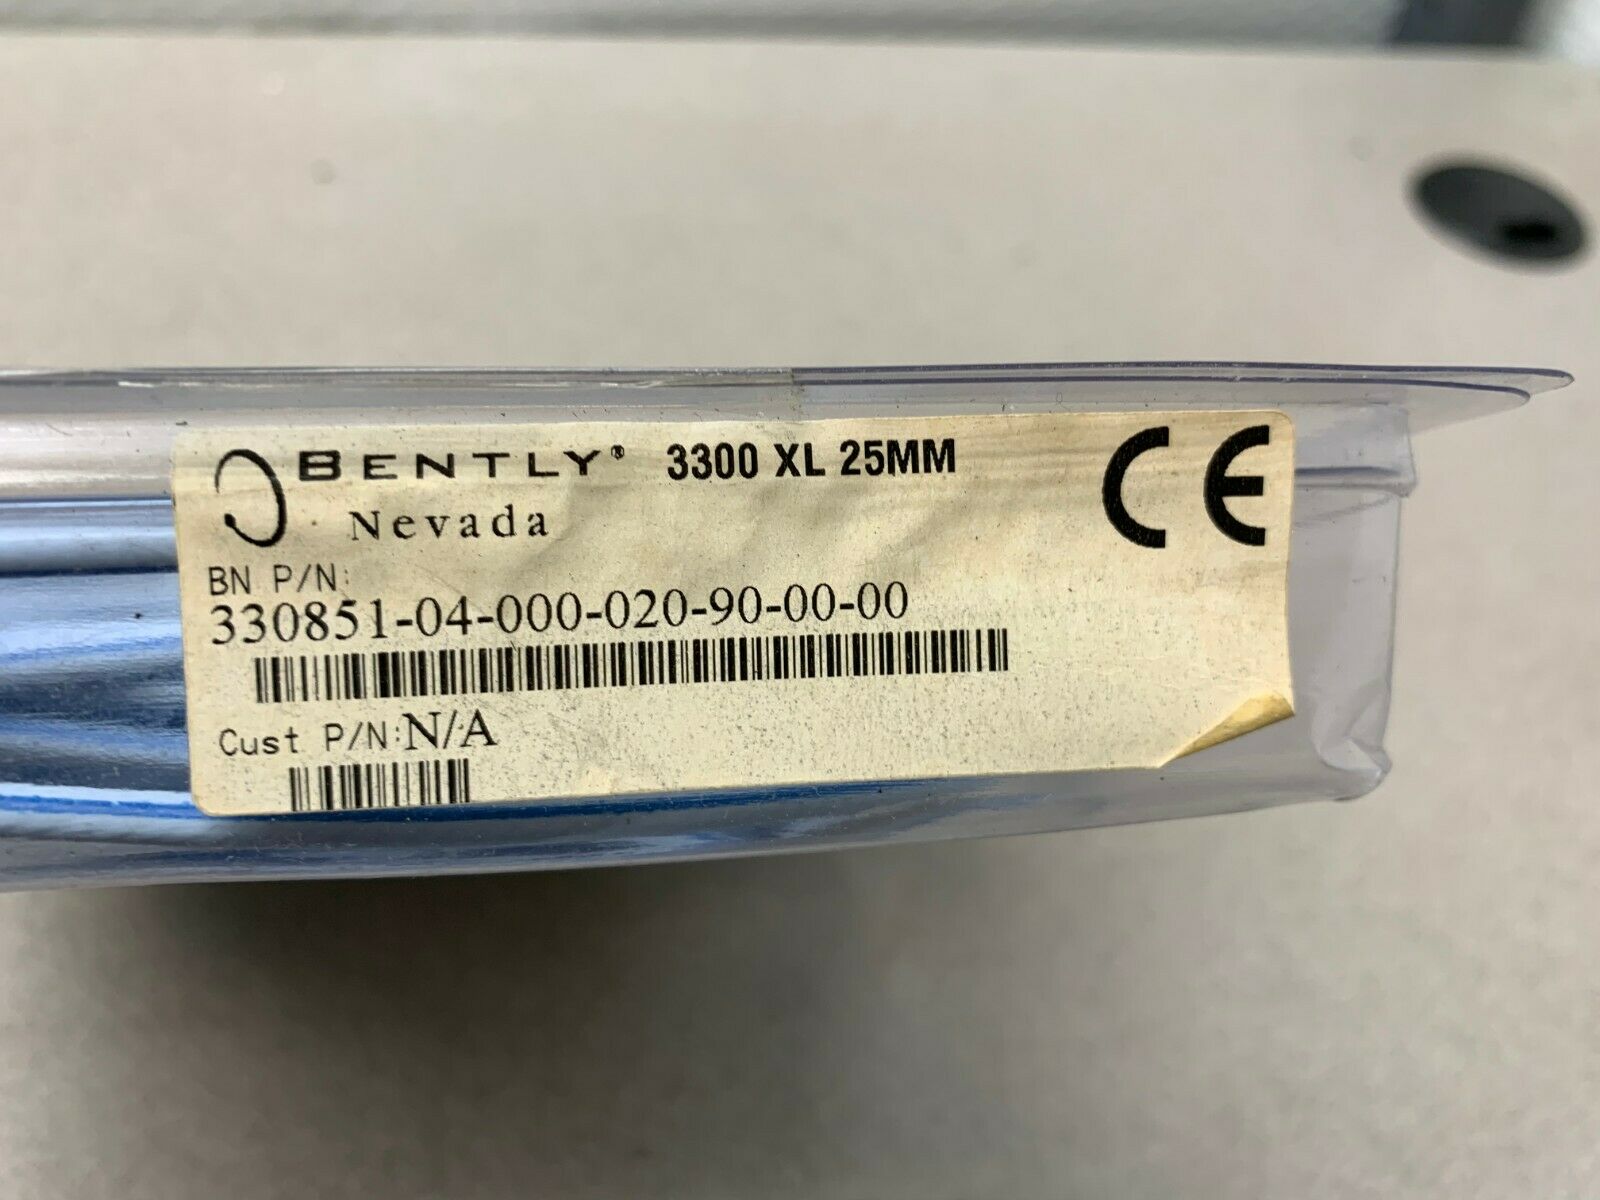 BENTLY® 3300 XL 25MM CE
Nevada
BN P/N:
330851-04-000-020-90-00-00
Cust P/N:N/A